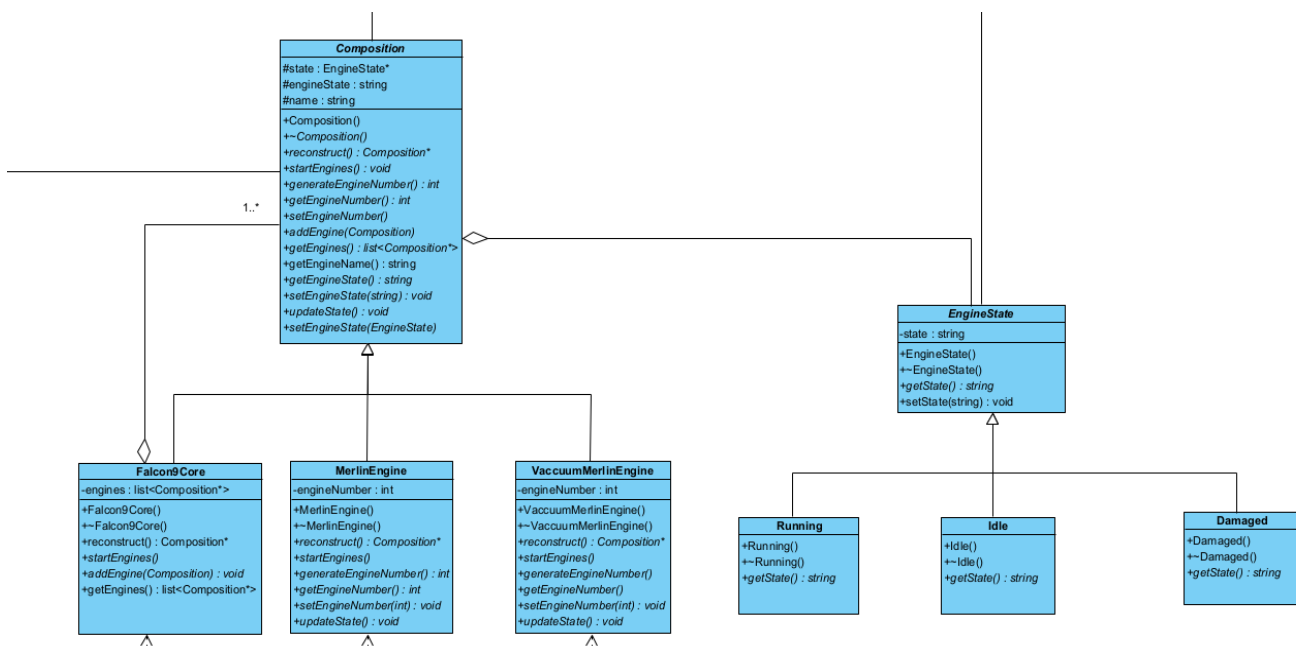 Composition
#state : EngineState*
#engineState : string
#name : string
+Composition()
+~Composition()
+reconstruct() : Composition*
+startEngines() : void
+generateEngineNumber() : int
+getEngineNumber() : int
+setEngineNumber()
+addEngine(Composition)
+getEngines() : list<Composition*>
+getEngineName() : string
+getEngineState() : string
+setEngineState(string) : void
+updateState() : void
+setEngineState(EngineState)
1..*
EngineState
-state : string
+EngineState()
+~EngineState()
+getState() : string
+setState(string) : void
Falcon9Core
-engines : list<Composition*>
+Falcon9Core()
+~Falcon9Core()
+reconstruct() : Composition*
+startEngines()
+addEngine(Composition) : void
+getEngines() : list<Composition*>
MerlinEngine
-engineNumber : int
+MerlinEngine()
+~MerlinEngine()
+reconstruct() : Composition*
+startEngines()
+generateEngineNumber() : int
+getEngineNumber() : int
+setEngineNumber(int) : void
+updateState() : void
VaccuumMerlinEngine
-engineNumber : int
+VaccuumMerlinEngine()
+~VaccuumMerlinEngine()
+reconstruct() : Composition*
+startEngines()
+generateEngineNumber()
+getEngineNumber()
+setEngineNumber(int) : void
+updateState() : void
Running
+Running()
+~Running()
+getState() : string
Idle
+Idle()
+~Idle()
+getState() : string
Damaged
+Damaged()
+~Damaged()
+getState() : string